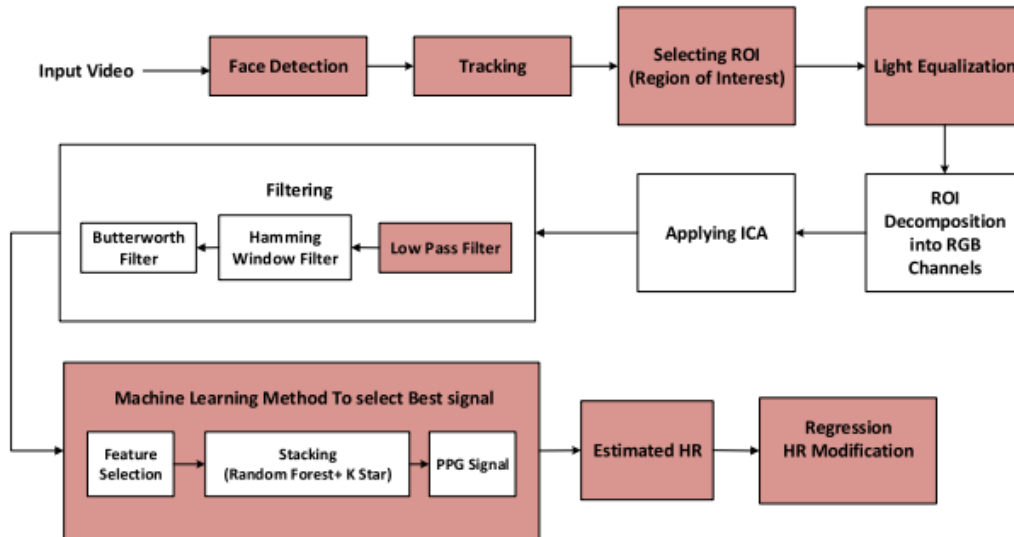 Input Video
Face Detection
Tracking
Selecting ROI
(Region of Interest)
Light Equalization
ROI
Decomposition
into RGB
Channels
Applying ICA
Filtering
Low Pass Filter
Hamming
Window Filter
Butterworth
Filter
Machine Learning Method To select Best signal
Feature
Selection
Stacking
(Random Forest+ K Star)
PPG Signal
Estimated HR
Regression
HR Modification